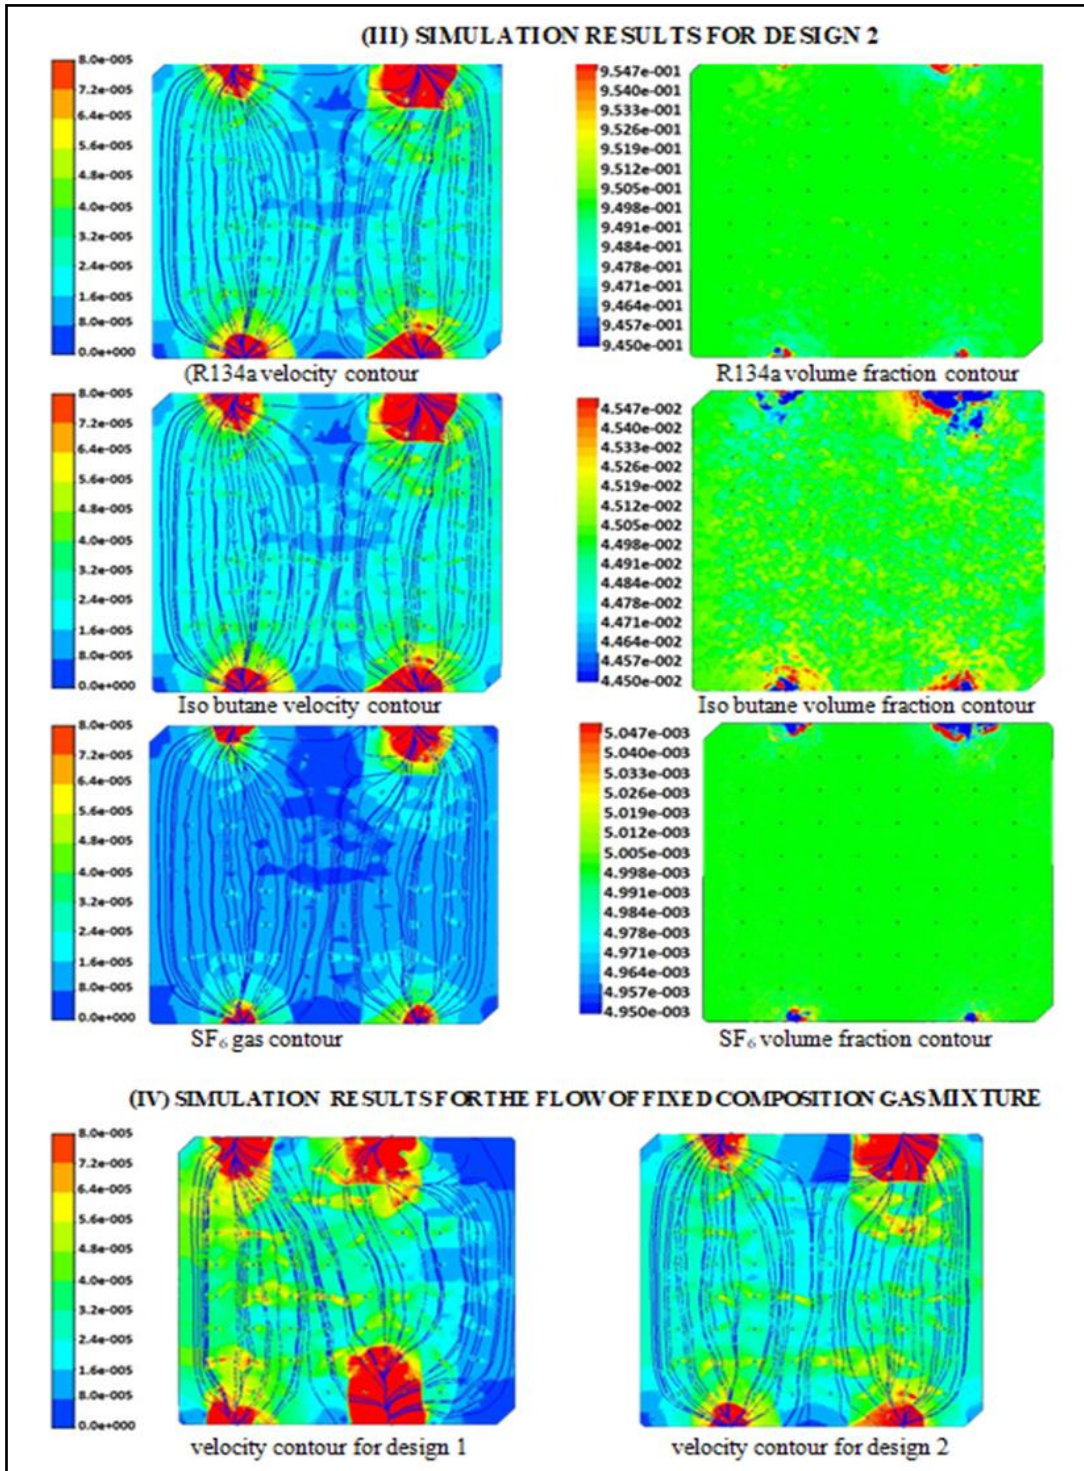 (III) SIMULATION RESULTS FOR DESIGN 2
8.0e-005
7.2e-005
6.4e-005
5.6e-005
4.8e-005
4.0e-005
3.2e-005
2.4e-005
1.6e-005
8.0e-005
0.0e+000
(R134a velocity contour
9.547e-001
9.540e-001
9.533e-001
9.526e-001
9.519e-001
9.512e-001
9.505e-001
9.498e-001
9.491e-001
9.484e-001
9.478e-001
9.471e-001
9.464e-001
9.457e-001
9.450e-001
R134a volume fraction contour
8.0e-005
7.2e-005
6.4e-005
5.6e-005
4.8e-005
4.0e-005
3.2e-005
2.4e-005
1.6e-005
8.0e-005
0.0e+000
Iso butane velocity contour
4.547e-002
4.540e-002
4.533e-002
4.526e-002
4.519e-002
4.512e-002
4.505e-002
4.498e-002
4.491e-002
4.484e-002
4.478e-002
4.471e-002
4.464e-002
4.457e-002
4.450e-002
Iso butane volume fraction contour
8.0e-005
7.2e-005
6.4e-005
5.6e-005
4.8e-005
4.0e-005
3.2e-005
2.4e-005
1.6e-005
8.0e-005
0.0e+000
SF₆ gas contour
5.047e-003
5.040e-003
5.033e-003
5.026e-003
5.019e-003
5.012e-003
5.005e-003
4.998e-003
4.991e-003
4.984e-003
4.978e-003
4.971e-003
4.964e-003
4.957e-003
4.950e-003
SF₆ volume fraction contour
(IV) SIMULATION RESULTS FOR THE FLOW OF FIXED COMPOSITION GAS MIXTURE
8.0e-005
7.2e-005
6.4e-005
5.6e-005
4.8e-005
4.0e-005
3.2e-005
2.4e-005
1.6e-005
8.0e-005
0.0e+000
velocity contour for design 1
velocity contour for design 2